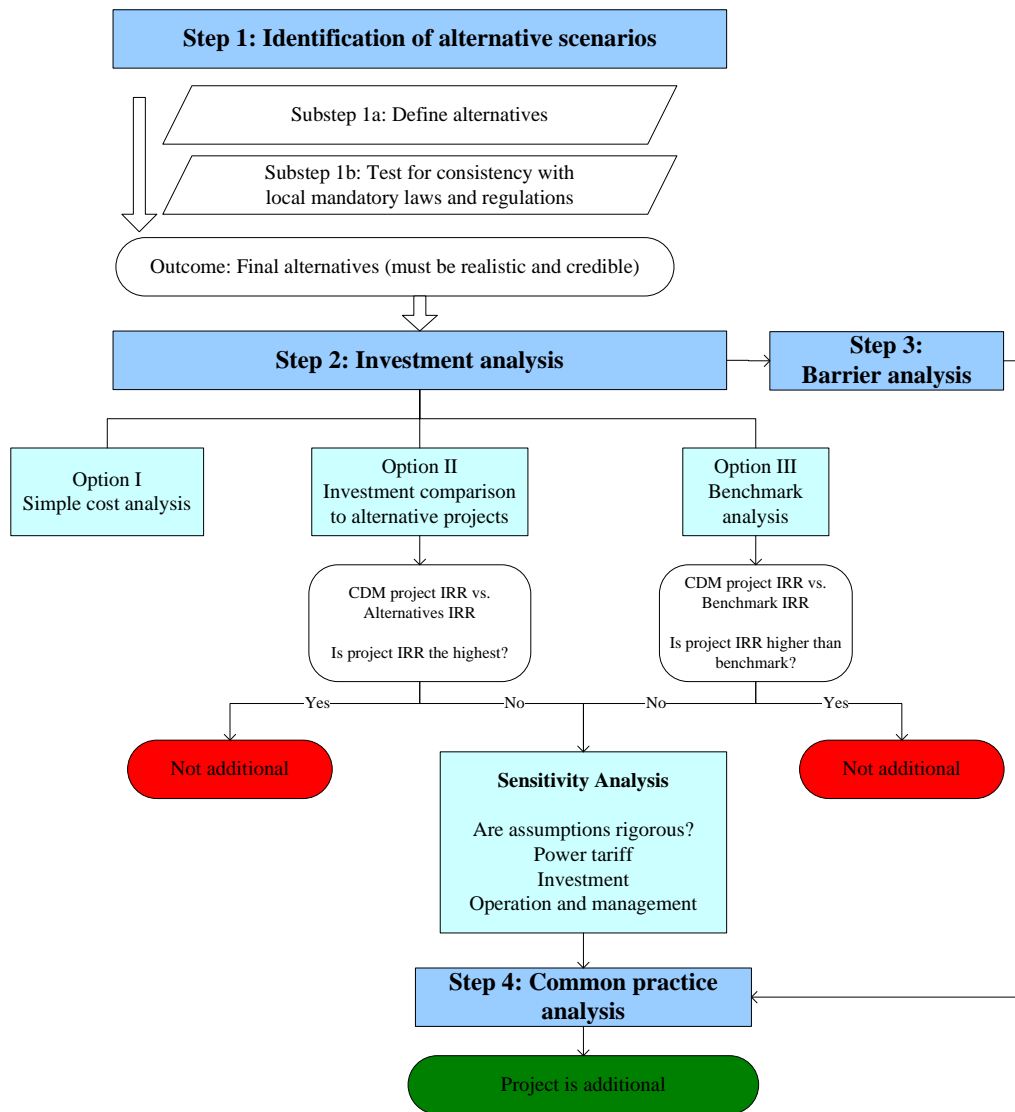 Step 1: Identification of alternative scenarios
Substep 1a: Define alternatives
Substep 1b: Test for consistency with
local mandatory laws and regulations
Outcome: Final alternatives (must be realistic and credible)
Step 2: Investment analysis
Step 3:
Barrier analysis
Option I
Simple cost analysis
Option II
Investment comparison
to alternative projects
Option III
Benchmark
analysis
CDM project IRR vs.
Alternatives IRR
Is project IRR the highest?
CDM project IRR vs.
Benchmark IRR
Is project IRR higher than
benchmark?
Yes
No
No
Yes
Not additional
Not additional
Sensitivity Analysis
Are assumptions rigorous?
Power tariff
Investment
Operation and management
Step 4: Common practice
analysis
Project is additional